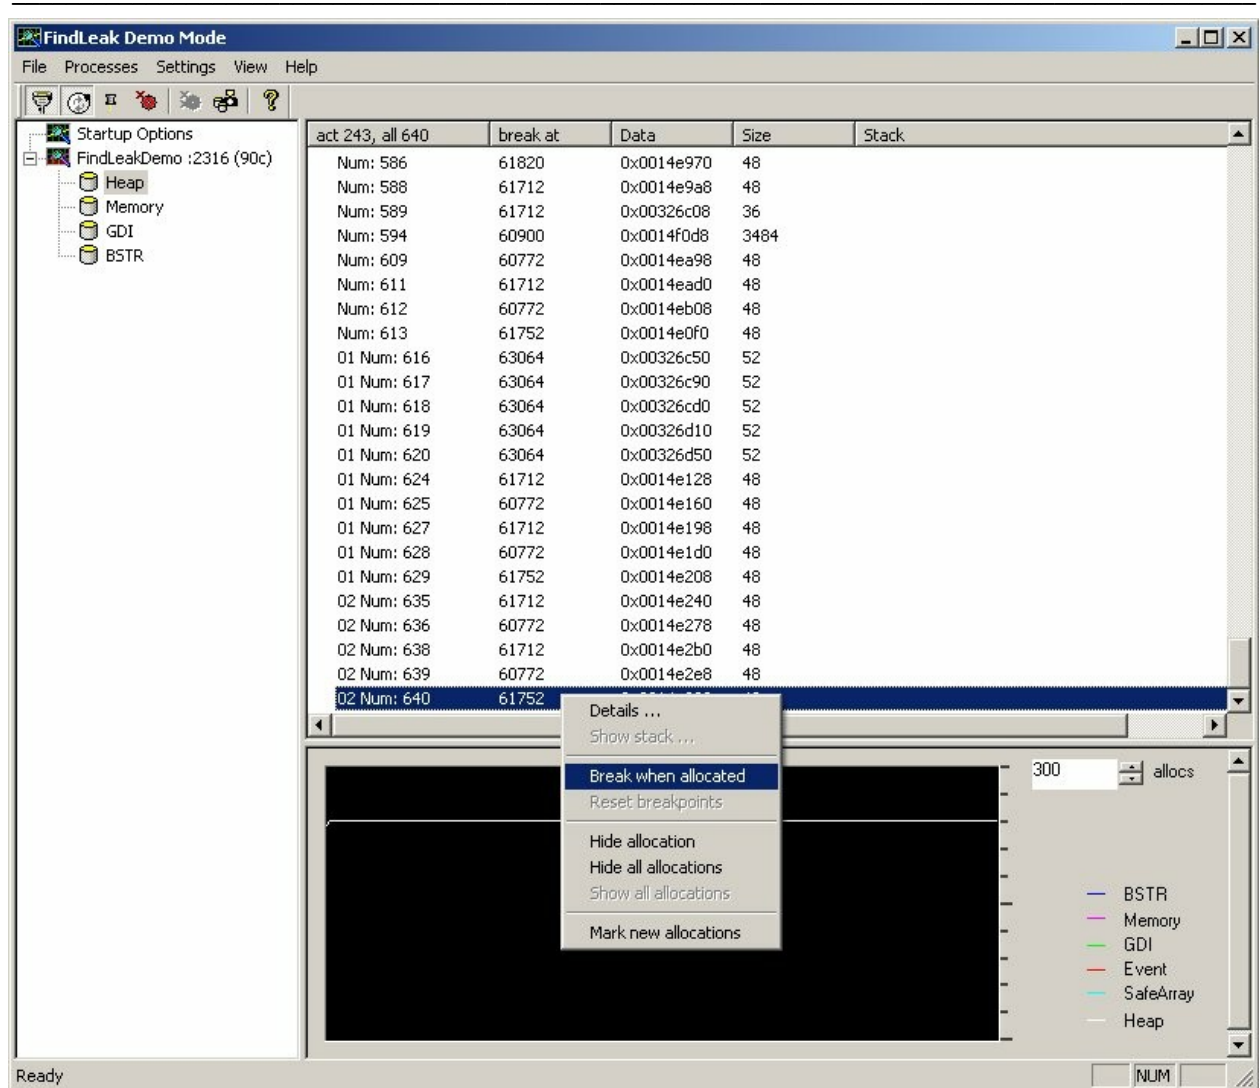 FindLeak Demo Mode
File Processes Settings View Help
Startup Options
FindLeakDemo :2316 (90c)
Heap
Memory
GDI
BSTR
act 243, all 640 break at Data Size Stack
Num: 586 61820 0x0014e970 48
Num: 588 61712 0x0014e9a8 48
Num: 589 61712 0x00326c08 36
Num: 594 60900 0x0014f0d8 3484
Num: 609 60772 0x0014ea98 48
Num: 611 61712 0x0014ead0 48
Num: 612 60772 0x0014eb08 48
Num: 613 61752 0x0014e0f0 48
01 Num: 616 63064 0x00326c50 52
01 Num: 617 63064 0x00326c90 52
01 Num: 618 63064 0x00326cd0 52
01 Num: 619 63064 0x00326d10 52
01 Num: 620 63064 0x00326d50 52
01 Num: 624 61712 0x0014e128 48
01 Num: 625 60772 0x0014e160 48
01 Num: 627 61712 0x0014e198 48
01 Num: 628 60772 0x0014e1d0 48
01 Num: 629 61752 0x0014e208 48
02 Num: 635 61712 0x0014e240 48
02 Num: 636 60772 0x0014e278 48
02 Num: 638 61712 0x0014e2b0 48
02 Num: 639 60772 0x0014e2e8 48
02 Num: 640 61752
Details ...
Show stack ...
Break when allocated
Reset breakpoints
Hide allocation
Hide all allocations
Show all allocations
Mark new allocations
300 allocs
BSTR
Memory
GDI
Event
SafeArray
Heap
Ready NUM